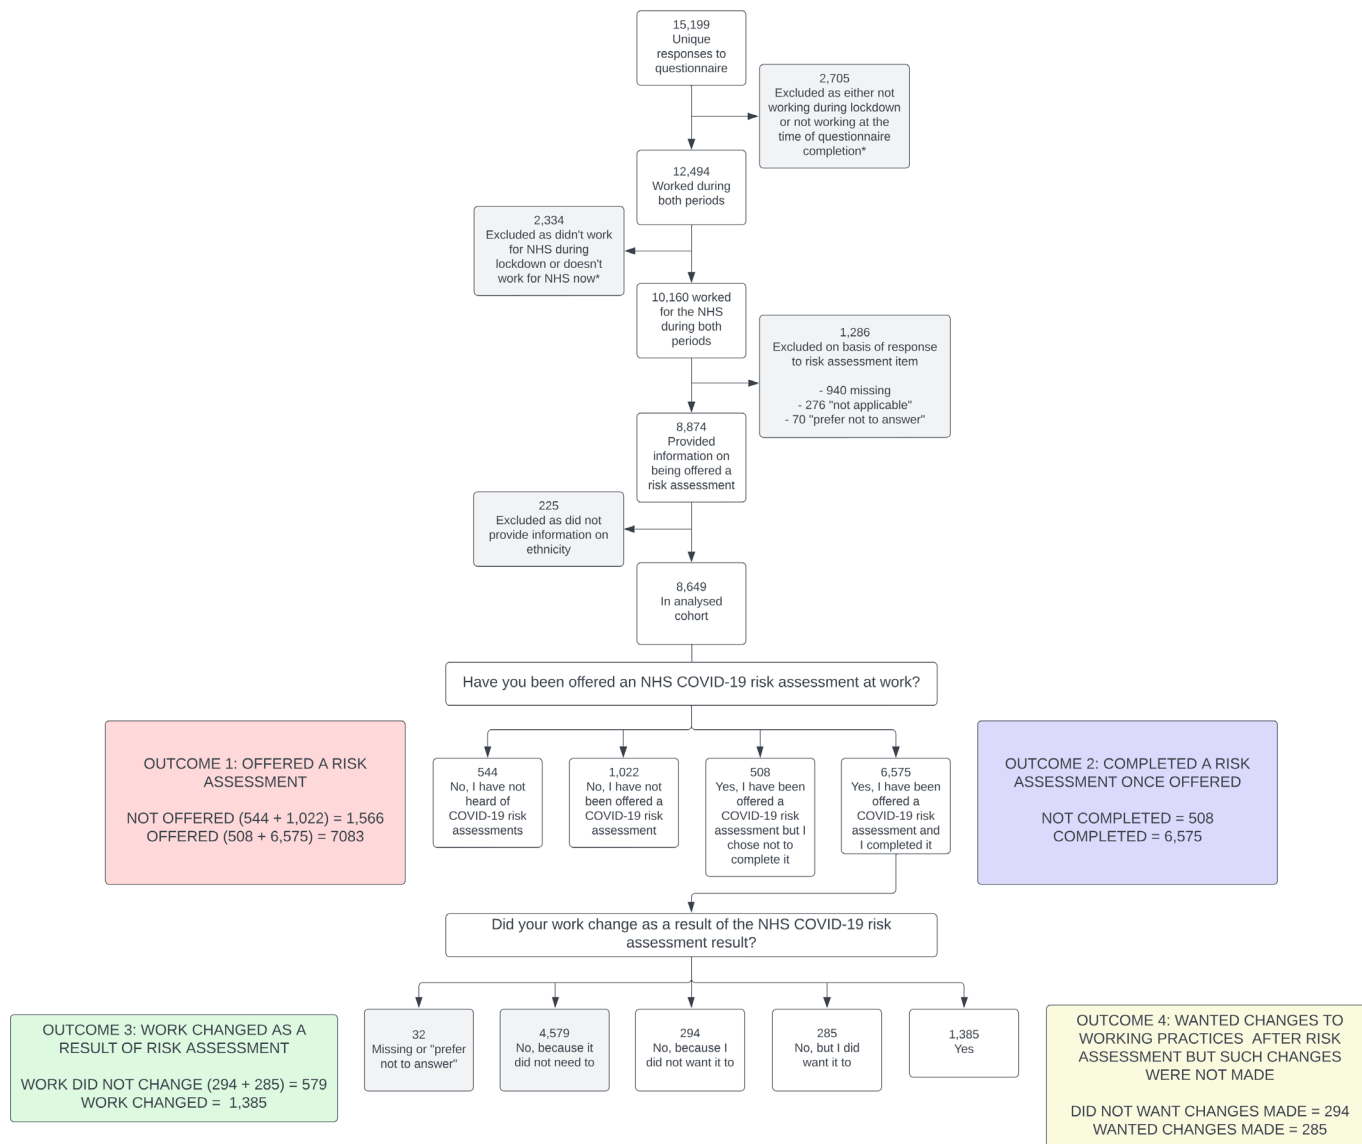 15,199
Unique
responses to
questionnaire
2,705
Excluded as either not
working during lockdown
or not working at the
time of questionnaire
completion*
12,494
Worked during
both periods
2,334
Excluded as didn't work
for NHS during
lockdown or doesn't
work for NHS now*
10,160 worked
for the NHS
during both
periods
1,286
Excluded on basis of response
to risk assessment item
- 940 missing
- 276 "not applicable"
- 70 "prefer not to answer"
8,874
Provided
information on
being offered a
risk assessment
225
Excluded as did not
provide information on
ethnicity
8,649
In analysed
cohort
Have you been offered an NHS COVID-19 risk assessment at work?
OUTCOME 1: OFFERED A RISK
ASSESSMENT
NOT OFFERED (544 + 1,022) = 1,566
OFFERED (508 + 6,575) = 7083
544
No, I have not
heard of
COVID-19 risk
assessments
1,022
No, I have not
been offered a
COVID-19 risk
assessment
508
Yes, I have been
offered a
COVID-19 risk
assessment but I
chose not to
complete it
6,575
Yes, I have been
offered a
COVID-19 risk
assessment and
I completed it
OUTCOME 2: COMPLETED A RISK
ASSESSMENT ONCE OFFERED
NOT COMPLETED = 508
COMPLETED = 6,575
Did your work change as a result of the NHS COVID-19 risk
assessment result?
OUTCOME 3: WORK CHANGED AS A
RESULT OF RISK ASSESSMENT
WORK DID NOT CHANGE (294 + 285) = 579
WORK CHANGED =  1,385
32
Missing or "prefer
not to answer"
4,579
No, because it
did not need to
294
No, because I
did not want it to
285
No, but I did
want it to
1,385
Yes
OUTCOME 4: WANTED CHANGES TO
WORKING PRACTICES  AFTER RISK
ASSESSMENT BUT SUCH CHANGES
WERE NOT MADE
DID NOT WANT CHANGES MADE = 294
WANTED CHANGES MADE = 285